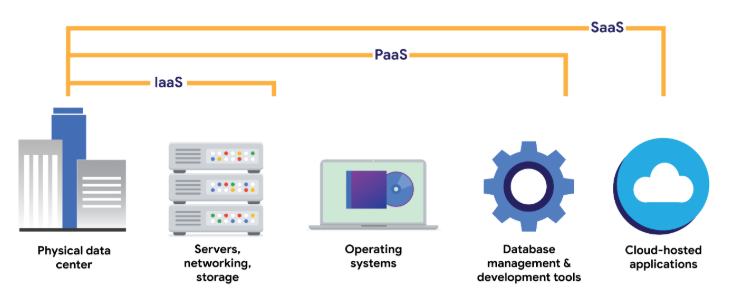 SaaS
PaaS
IaaS
Physical data
center
Servers,
networking,
storage
Operating
systems
Database
management &
development tools
Cloud-hosted
applications